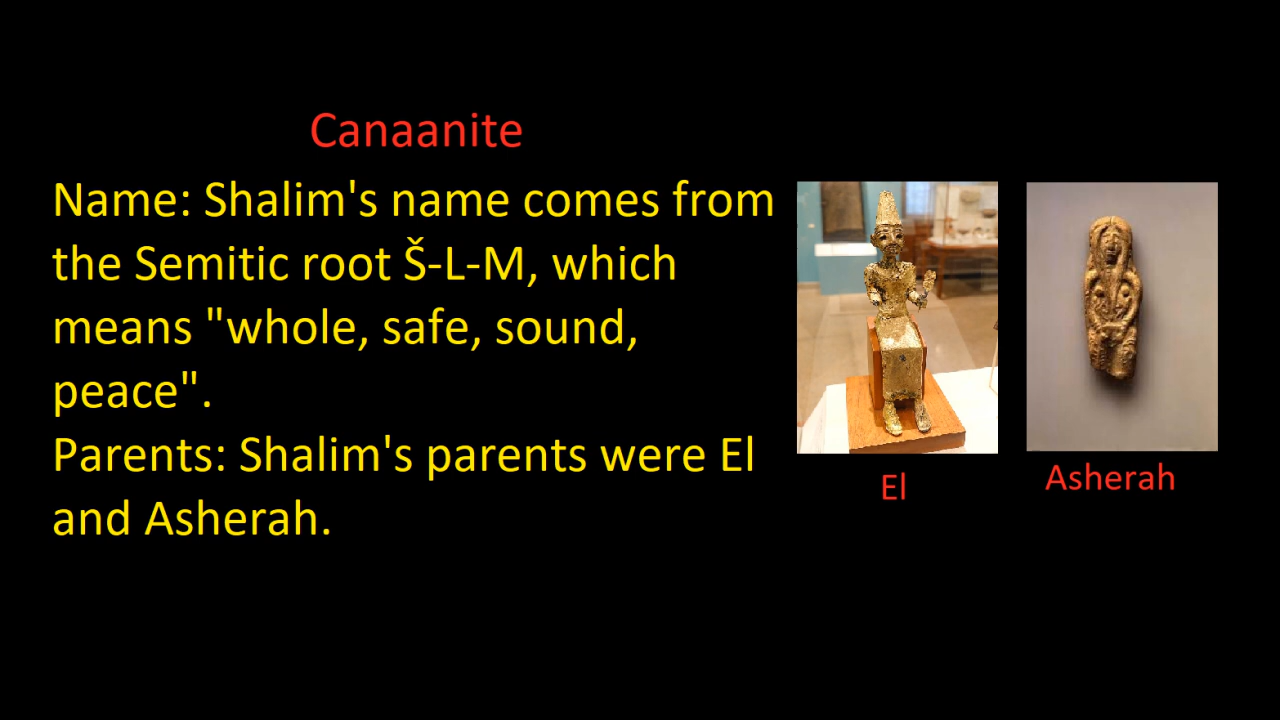 Canaanite
Name: Shalim's name comes from
the Semitic root Š-L-M, which
means "whole, safe, sound,
peace".
Parents: Shalim's parents were El
and Asherah.
El
Asherah